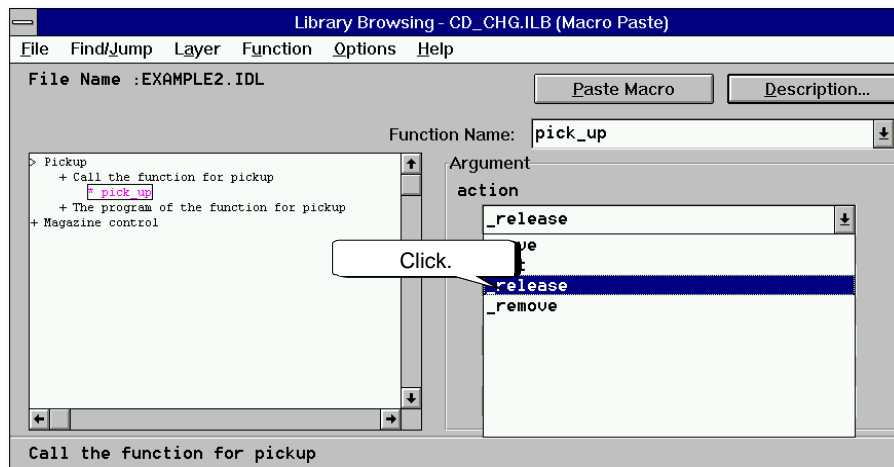 Library Browsing - CD_CHG.ILB (Macro Paste)
File Find/Jump Layer Function Options Help
File Name :EXAMPLE2.IDL
Paste Macro Description...
Function Name: pick_up
> Pickup
+ Call the function for pickup
* pick_up
+ The program of the function for pickup
+ Magazine control
Argument
action
_release
Click.
_release
_remove
Call the function for pickup